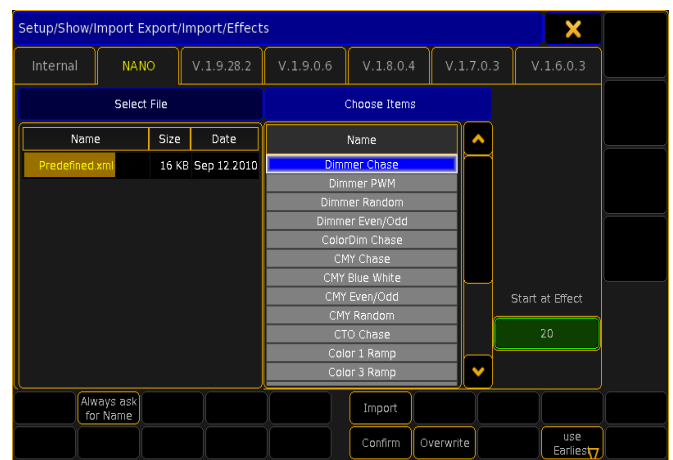 Setup/Show/Import Export/Import/Effects
Internal NANO V.1.9.28.2 V.1.9.0.6 V.1.8.0.4 V.1.7.0.3 V.1.6.0.3
Select File Choose Items
Name Size Date Name
Predefined.xml 16 KB Sep 12.2010 Dimmer Chase
Dimmer PWM
Dimmer Random
Dimmer Even/Odd
ColorDim Chase
CMY Chase
CMY Blue White
CMY Even/Odd
CMY Random
CTO Chase
Color 1 Ramp
Color 3 Ramp
Start at Effect
20
Always ask
for Name
Import
Confirm Overwrite
use
Earliest